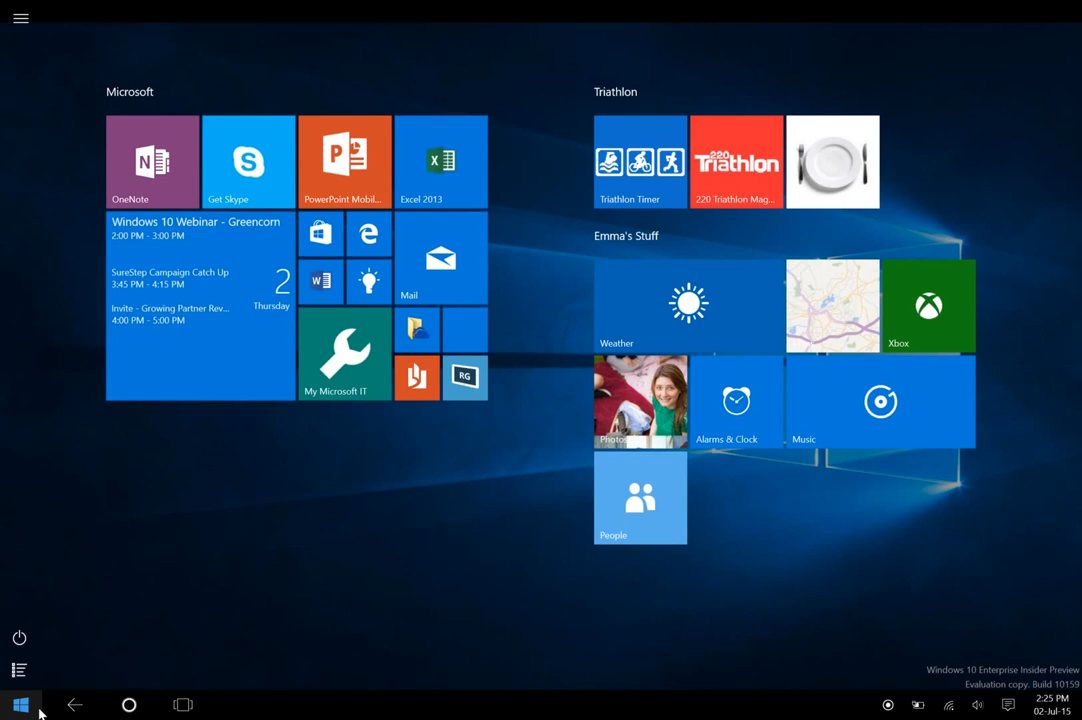 Microsoft
OneNote
Get Skype
PowerPoint Mobil...
Excel 2013
Windows 10 Webinar - Greencorn
2:00 PM - 3:00 PM
SureStep Campaign Catch Up
3:45 PM - 4:15 PM
Invite - Growing Partner Rev...
4:00 PM - 5:00 PM
2
Thursday
Mail
My Microsoft IT
RG
Triathlon
Triathlon Timer
220 Triathlon
220 Triathlon Mag...
Emma's Stuff
Weather
Xbox
Photos
Alarms & Clock
Music
People
Windows 10 Enterprise Insider Preview
Evaluation copy. Build 10159
2:25 PM
02-Jul-15